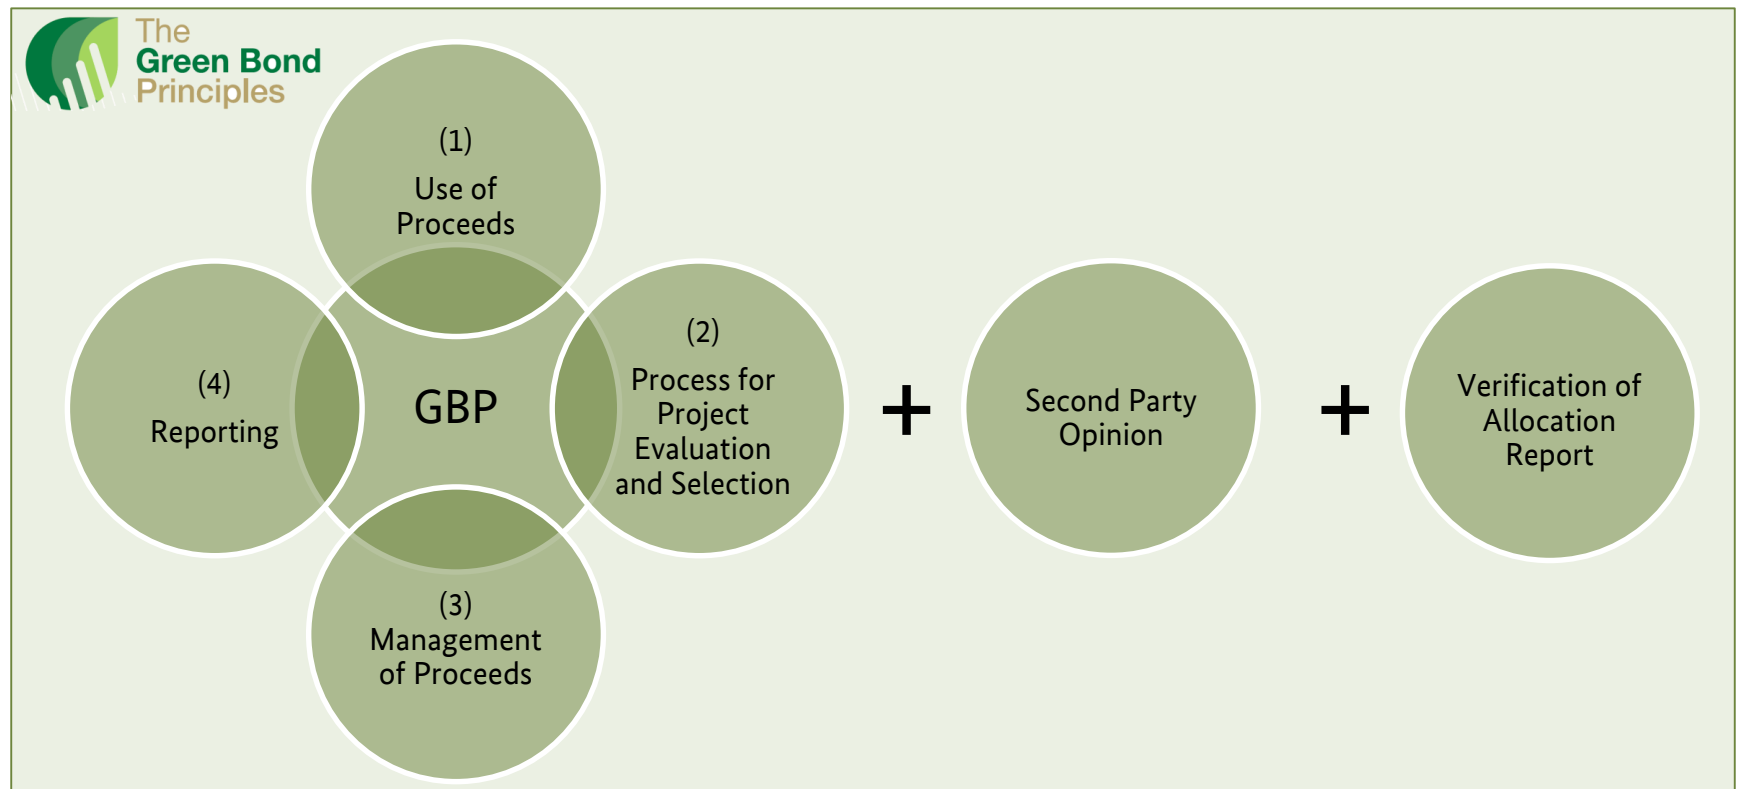 The
Green Bond
Principles
(1)
Use of
Proceeds
(4)
Reporting
GBP
(2)
Process for
Project
Evaluation
and Selection
+
Second Party
Opinion
+
Verification of
Allocation
Report
(3)
Management
of Proceeds